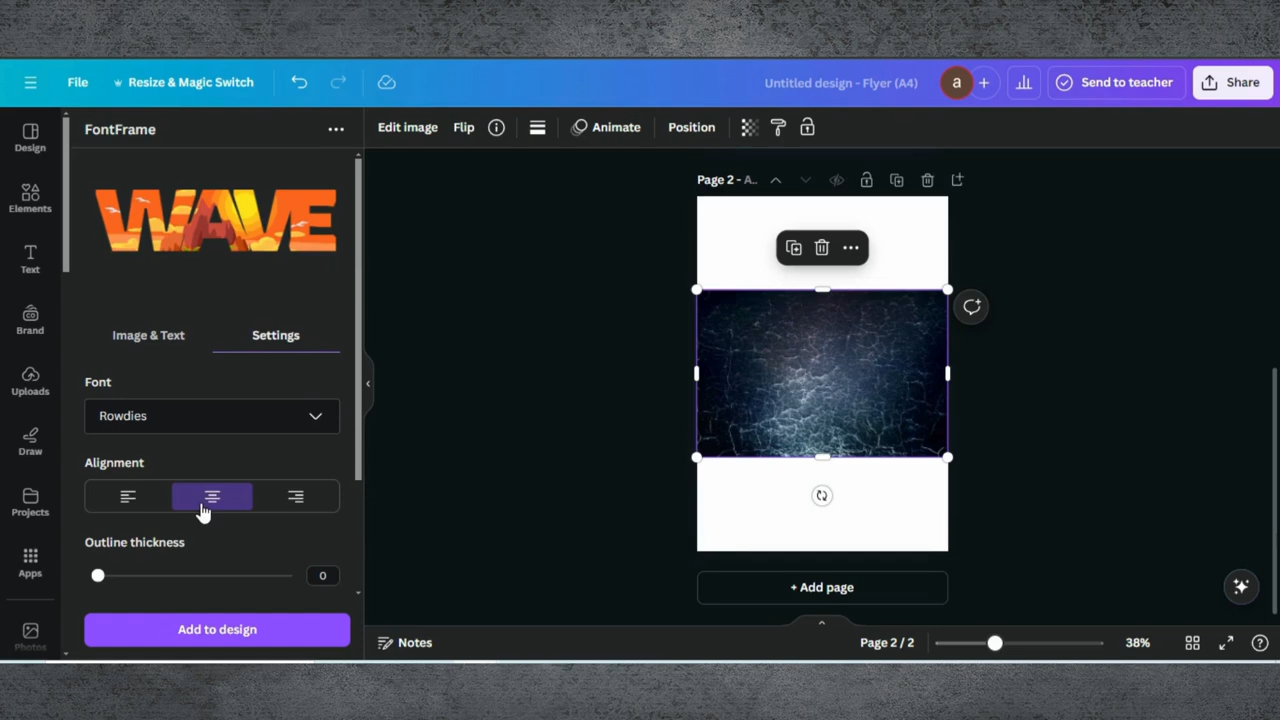 File
Resize & Magic Switch
Untitled design - Flyer (A4)
a
Send to teacher
Share
Design
Elements
Text
Brand
Uploads
Draw
Projects
Apps
Photos
FontFrame
WAVE
Image & Text
Settings
Font
Rowdies
Alignment
Outline thickness
0
Add to design
Edit image
Flip
Animate
Position
Page 2 - A..
+ Add page
Notes
Page 2 / 2
38%